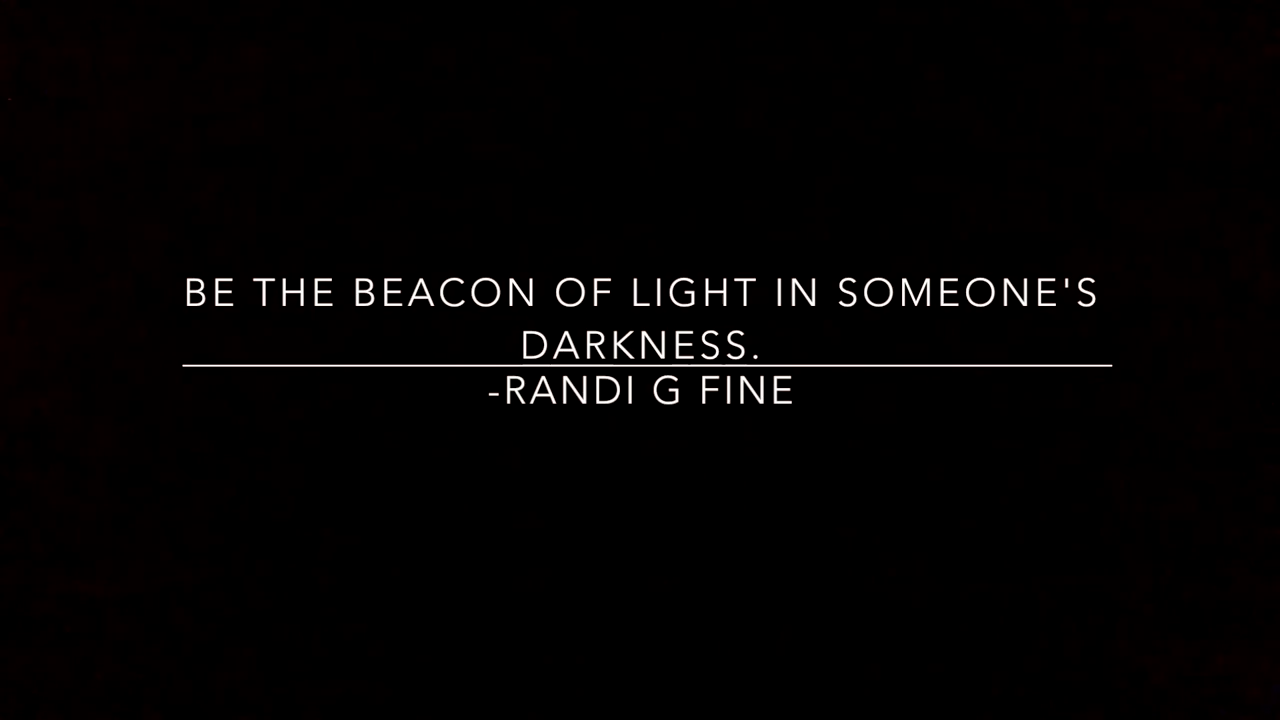 BE THE BEACON OF LIGHT IN SOMEONE'S
DARKNESS.
-RANDI G FINE